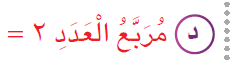 د مُرَبَّعُ الْعَدَدِ ٢ =